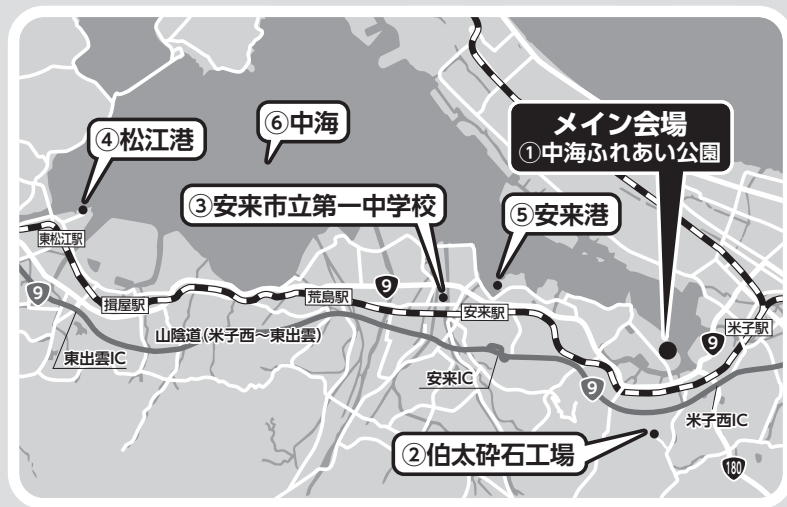 ⑥中海
④松江港
メイン会場
①中海ふれあい公園
③安来市立第一中学校
⑤安来港
東松江駅
9
揖屋駅
荒島駅
9
安来駅
米子駅
9
山陰道(米子西〜東出雲)
東出雲IC
安来IC
9
米子西IC
②伯太砕石工場
180